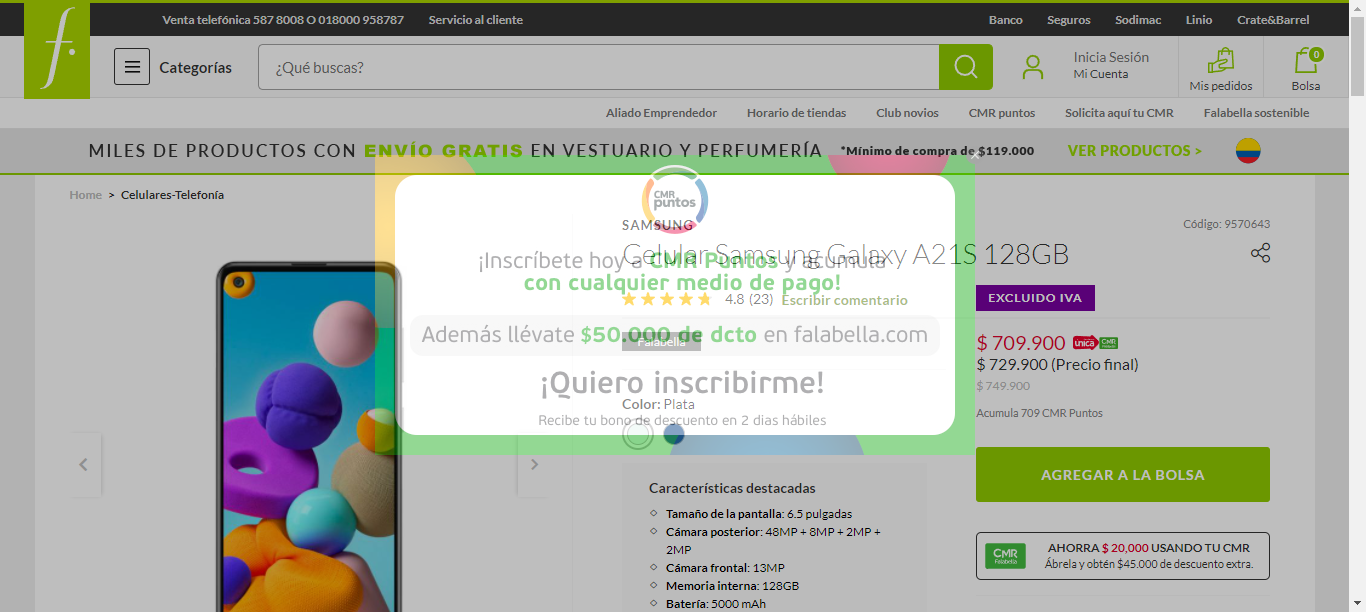 Venta telefónica 587 8008 O 018000 958787 Servicio al cliente Banco Seguros Sodimac Linio Crate&Barrel
f.
Categorías ¿Qué buscas? Inicia Sesión
Mi Cuenta
Mis pedidos
0
Bolsa
Aliado Emprendedor Horario de tiendas Club novios CMR puntos Solicita aquí tu CMR Falabella sostenible
MILES DE PRODUCTOS CON ENVÍO GRATIS EN VESTUARIO Y PERFUMERÍA *Mínimo de compra de $119.000 VER PRODUCTOS >
Home > Celulares-Telefonía
CMR
puntos
SAMSUNG
Código: 9570643
Celular Samsung Galaxy A21S 128GB
¡Inscríbete hoy a CMR Puntos y acumula
con cualquier medio de pago!
4.8 (23) Escribir comentario
EXCLUIDO IVA
Además llévate $50.000 de dcto en falabella.com
Falabella
$ 709.900 única CMR
$ 729.900 (Precio final)
$ 749.900
¡Quiero inscribirme!
Color: Plata
Acumula 709 CMR Puntos
Recibe tu bono de descuento en 2 dias hábiles
AGREGAR A LA BOLSA
Características destacadas
Tamaño de la pantalla: 6.5 pulgadas
Cámara posterior: 48MP + 8MP + 2MP +
2MP
Cámara frontal: 13MP
Memoria interna: 128GB
Batería: 5000 mAh
CMR
Falabella
AHORRA $ 20,000 USANDO TU CMR
Ábrela y obtén $45.000 de descuento extra.